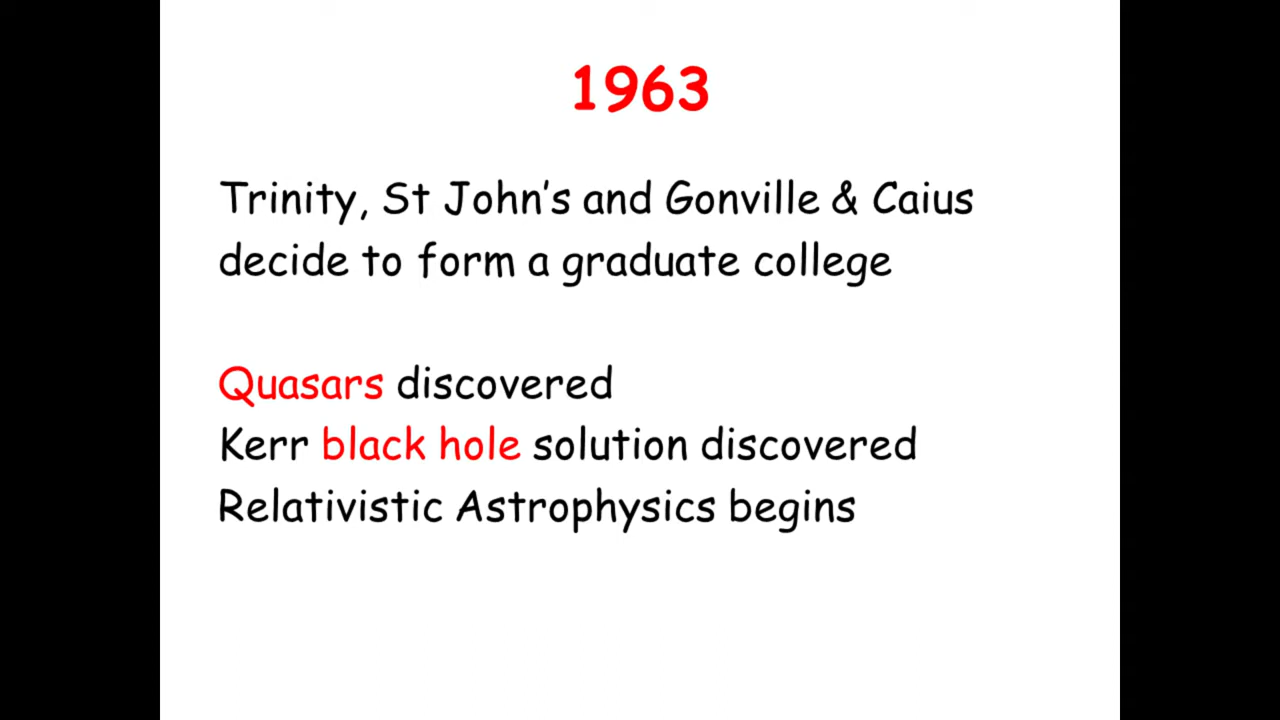 1963
Trinity, St John's and Gonville & Caius
decide to form a graduate college
Quasars discovered
Kerr black hole solution discovered
Relativistic Astrophysics begins